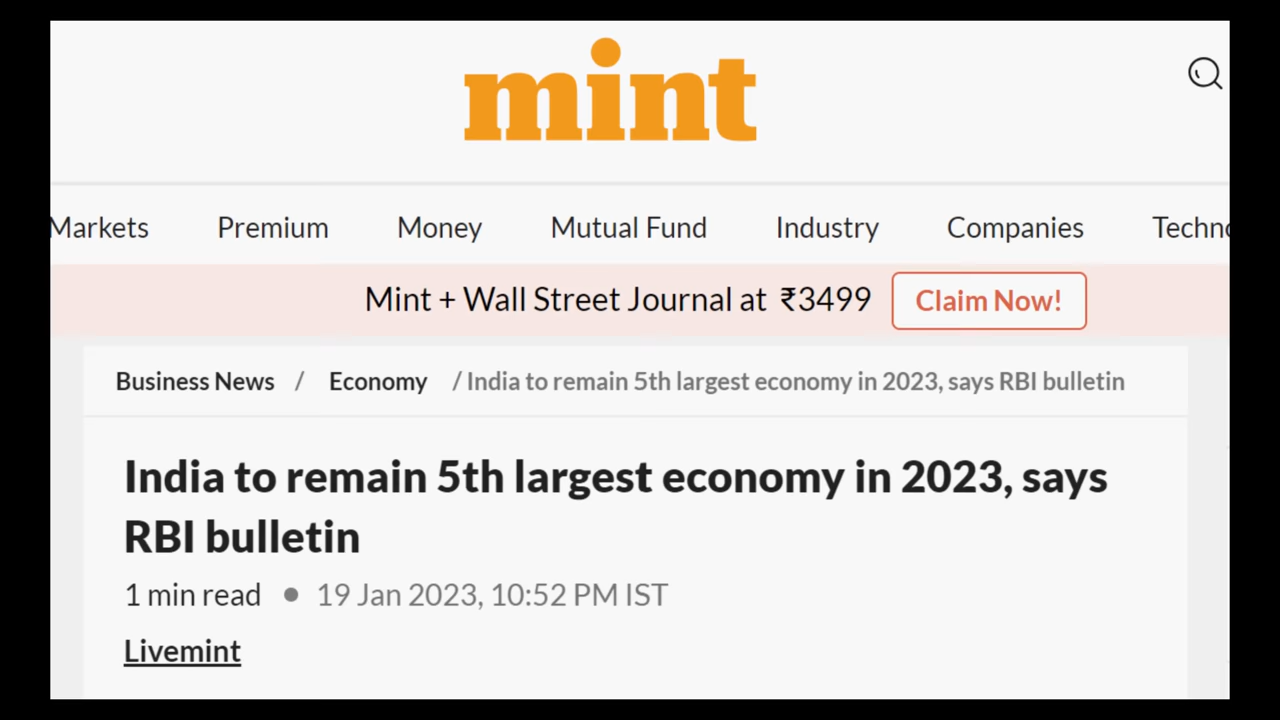 mint
Markets Premium Money Mutual Fund Industry Companies Techno
Mint + Wall Street Journal at ₹3499 Claim Now!
Business News / Economy / India to remain 5th largest economy in 2023, says RBI bulletin
India to remain 5th largest economy in 2023, says
RBI bulletin
1 min read • 19 Jan 2023, 10:52 PM IST
Livemint